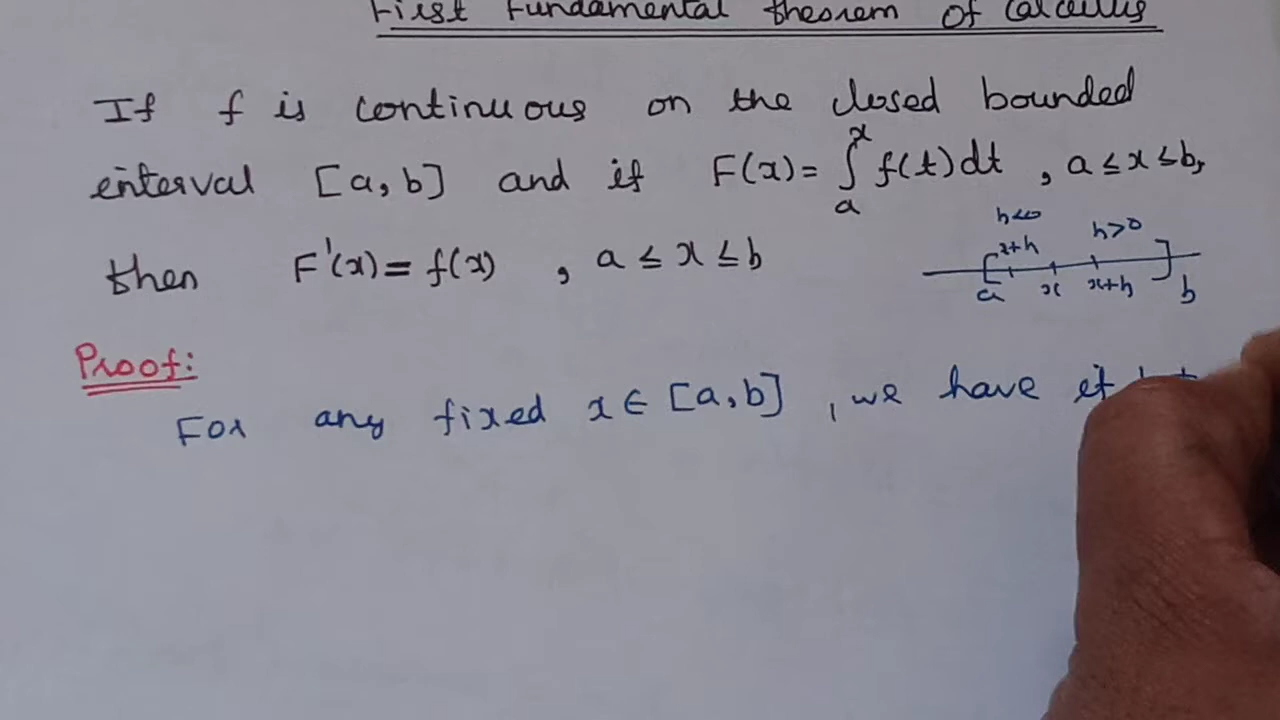 First Fundamental theorem of Calculus
If f is continuous on the closed bounded
interval [a, b] and if F(x) = ∫ₐˣ f(t) dt , a ≤ x ≤ b,
then F'(x) = f(x) , a ≤ x ≤ b
h<0 h>0
x+h
a x x+h b
Proof:
For any fixed x ∈ [a, b] , we have if